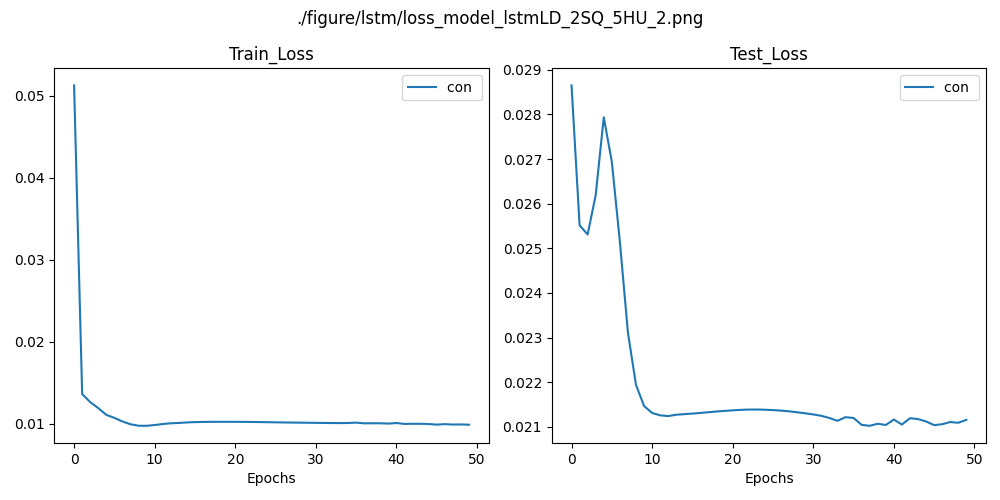 ./figure/lstm/loss_model_lstmLD_2SQ_5HU_2.png
Train_Loss
con
0.05
0.04
0.03
0.02
0.01
0 10 20 30 40 50
Epochs
Test_Loss
con
0.029
0.028
0.027
0.026
0.025
0.024
0.023
0.022
0.021
0 10 20 30 40 50
Epochs